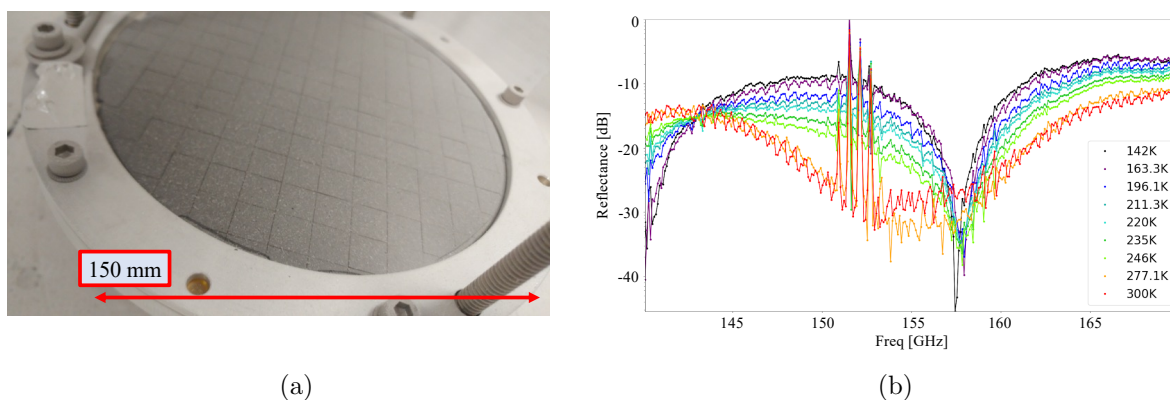 150 mm
0
-10
-20
-30
-40
Reflectance [dB]
142K
163.3K
196.1K
211.3K
220K
235K
246K
277.1K
300K
145 150 155 160 165
Freq [GHz]
(a) (b)